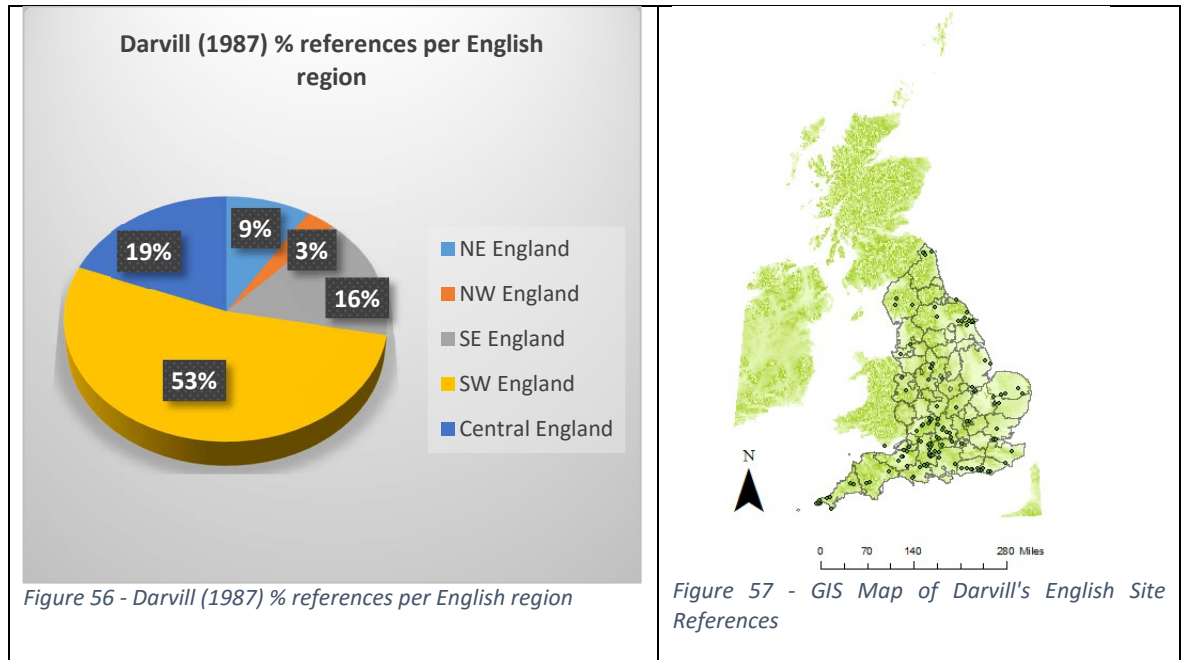 Darvill (1987) % references per English
region
9%
3%
16%
53%
19%
NE England
NW England
SE England
SW England
Central England
Figure 56 - Darvill (1987) % references per English region
N
0 70 140 280 Miles
Figure 57 - GIS Map of Darvill's English Site
References